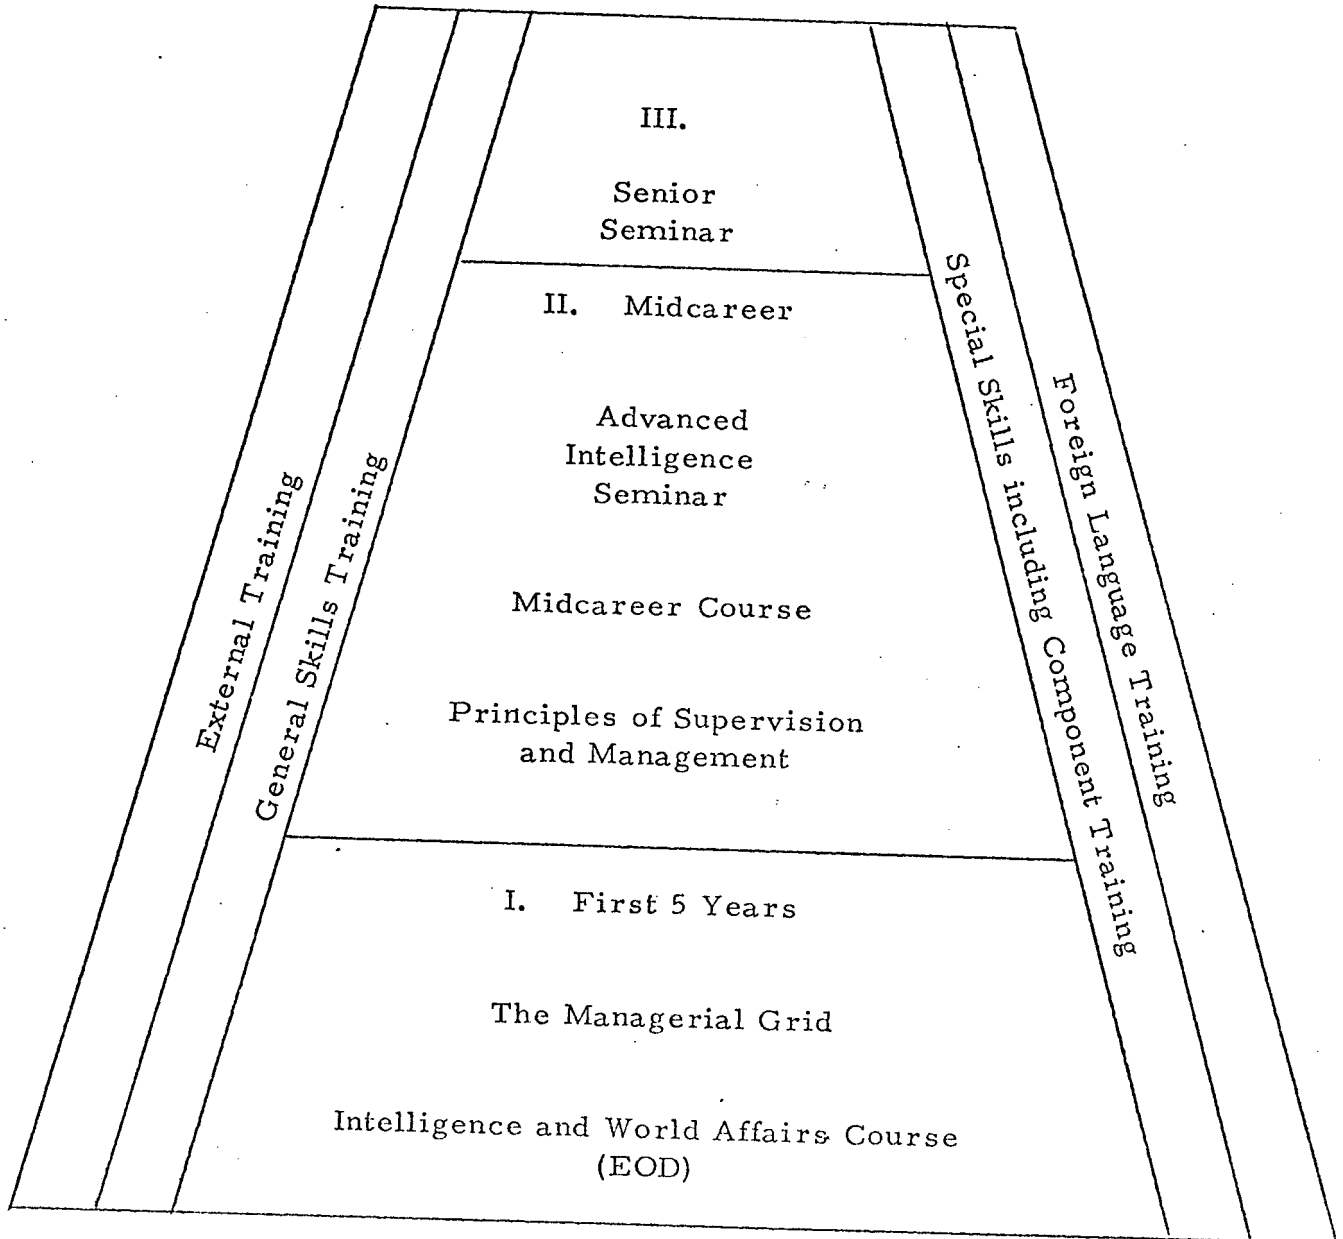 III.
Senior
Seminar
II. Midcareer
Advanced
Intelligence
Seminar
Midcareer Course
Principles of Supervision
and Management
I. First 5 Years
The Managerial Grid
Intelligence and World Affairs Course
(EOD)
External Training
General Skills Training
Special Skills including Component Training
Foreign Language Training